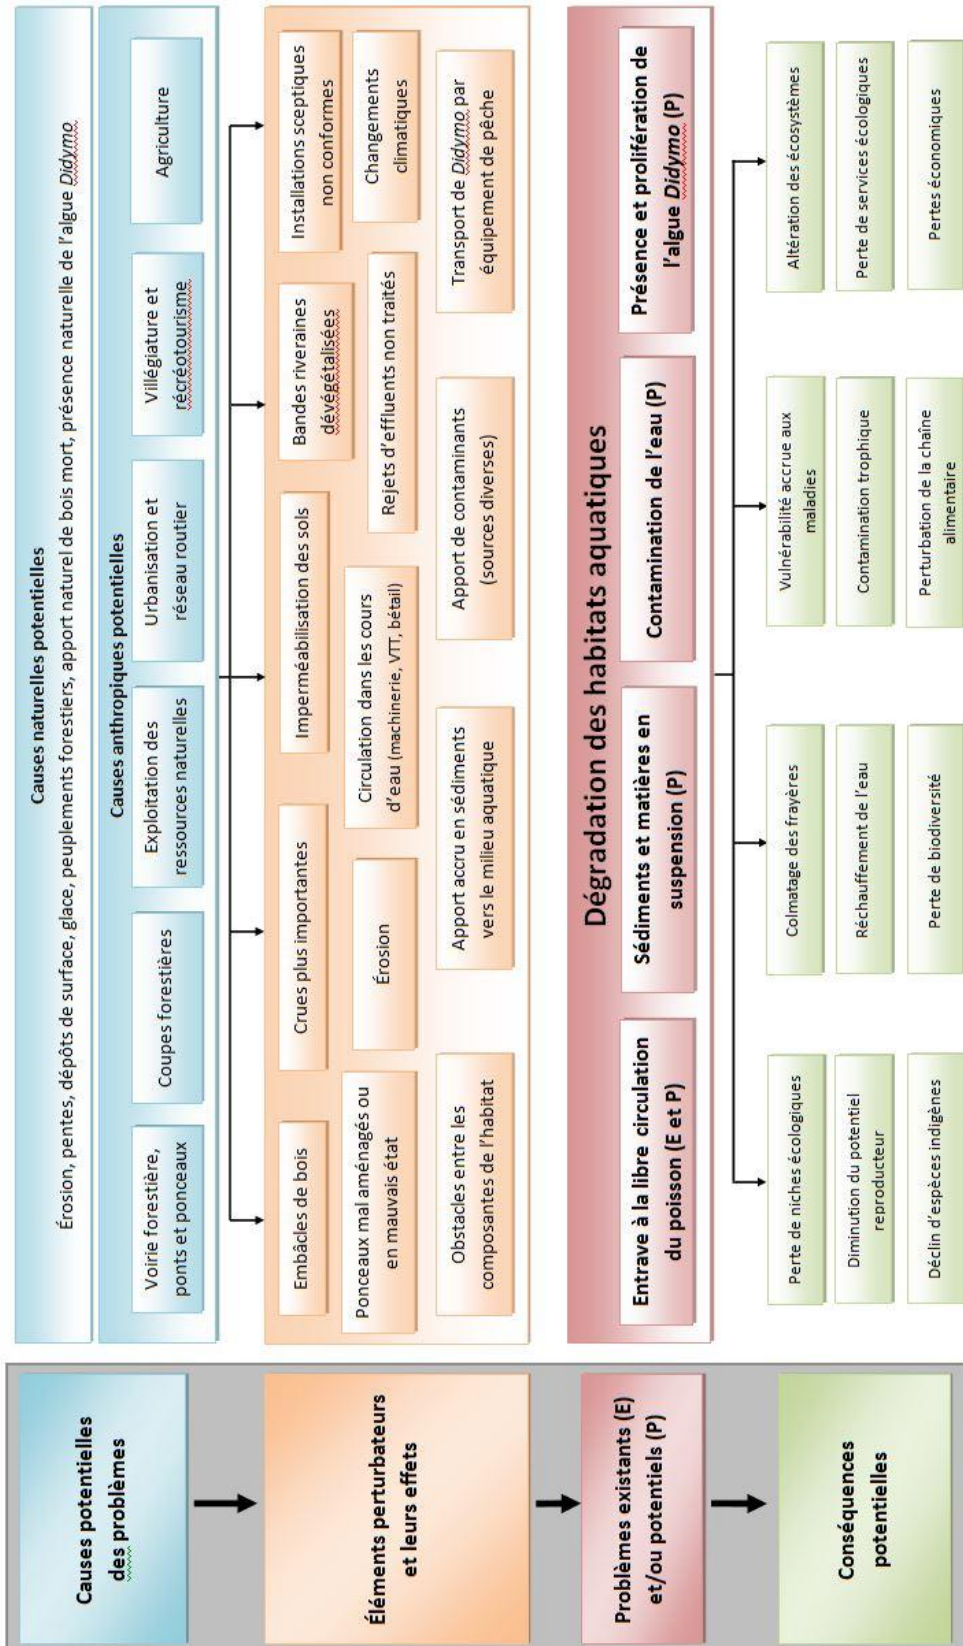 Causes potentielles
des problèmes
Causes naturelles potentielles
Érosion, pentes, dépôts de surface, glace, peuplements forestiers, apport naturel de bois mort, présence naturelle de l'algue Didymo
Causes anthropiques potentielles
Voirie forestière,
ponts et ponceaux
Coupes forestières
Exploitation des
ressources naturelles
Urbanisation et
réseau routier
Villégiature et
récréotourisme
Agriculture
Éléments perturbateurs
et leurs effets
Embâcles de bois
Crues plus importantes
Imperméabilisation des sols
Bandes riveraines
dévégétalisées
Installations sceptiques
non conformes
Ponceaux mal aménagés ou
en mauvais état
Érosion
Circulation dans les cours
d'eau (machinerie, VTT, bétail)
Rejets d'effluents non traités
Changements
climatiques
Obstacles entre les
composantes de l'habitat
Apport accru en sédiments
vers le milieu aquatique
Apport de contaminants
(sources diverses)
Transport de Didymo par
équipement de pêche
Problèmes existants (E)
et/ou potentiels (P)
Dégradation des habitats aquatiques
Entrave à la libre circulation
du poisson (E et P)
Sédiments et matières en
suspension (P)
Contamination de l'eau (P)
Présence et prolifération de
l'algue Didymo (P)
Conséquences
potentielles
Perte de niches écologiques
Colmatage des frayères
Vulnérabilité accrue aux
maladies
Altération des écosystèmes
Diminution du potentiel
reproducteur
Réchauffement de l'eau
Contamination trophique
Perte de services écologiques
Déclin d'espèces indigènes
Perte de biodiversité
Perturbation de la chaîne
alimentaire
Pertes économiques